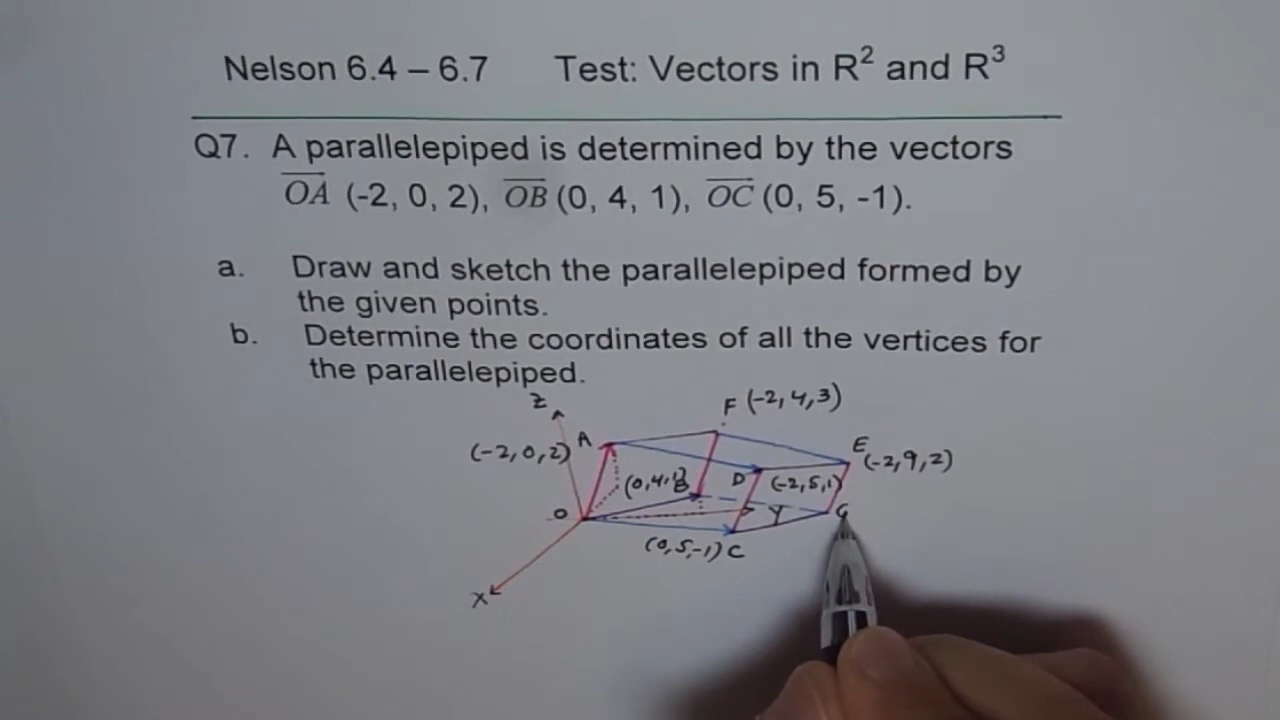 Nelson 6.4 – 6.7 Test: Vectors in R² and R³
Q7. A parallelepiped is determined by the vectors
OA (-2, 0, 2), OB (0, 4, 1), OC (0, 5, -1).
a. Draw and sketch the parallelepiped formed by
the given points.
b. Determine the coordinates of all the vertices for
the parallelepiped.
Z
F (-2, 4, 3)
(-2, 0, 2) A
E (-2, 9, 2)
(0, 4, 1) B
D (-2, 5, 1)
O
Y
G
(0, 5, -1) C
X